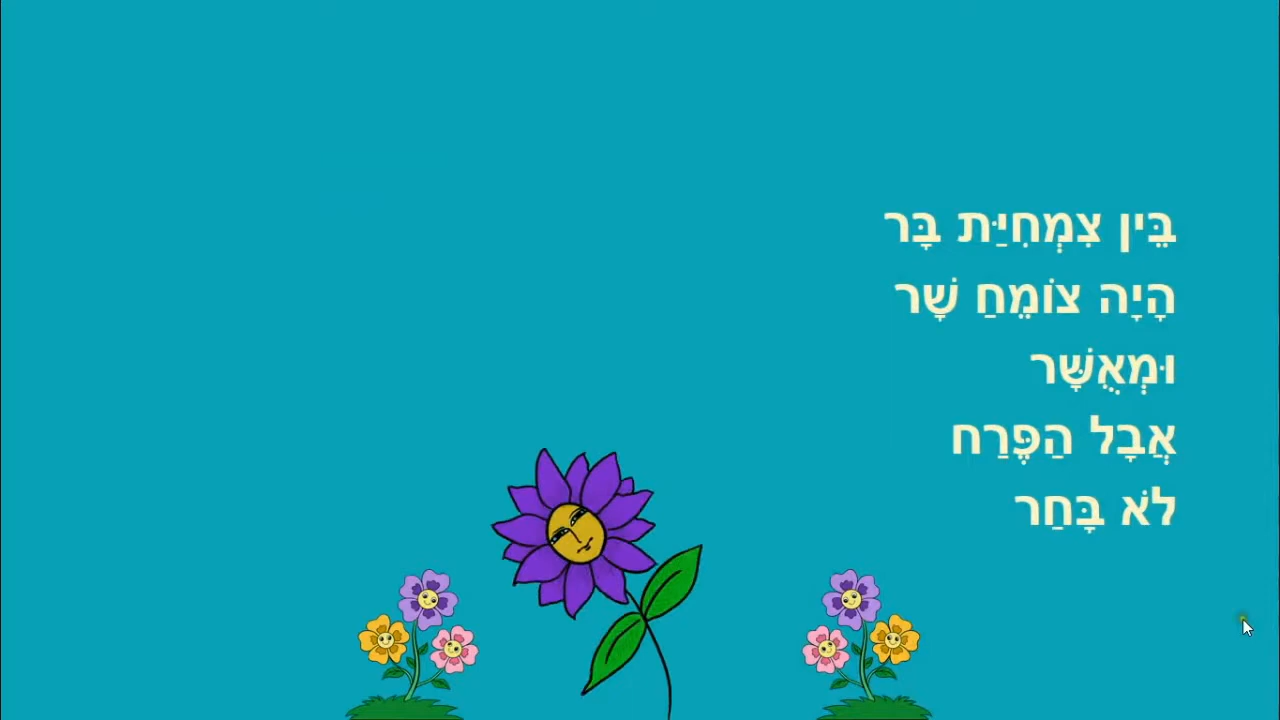 בֵּין צִמְחִיַּת בָּר
הָיָה צוֹמֵחַ שָׁר
וּמְאֻשָּׁר
אֲבָל הַפֶּרַח
לֹא בָּחַר